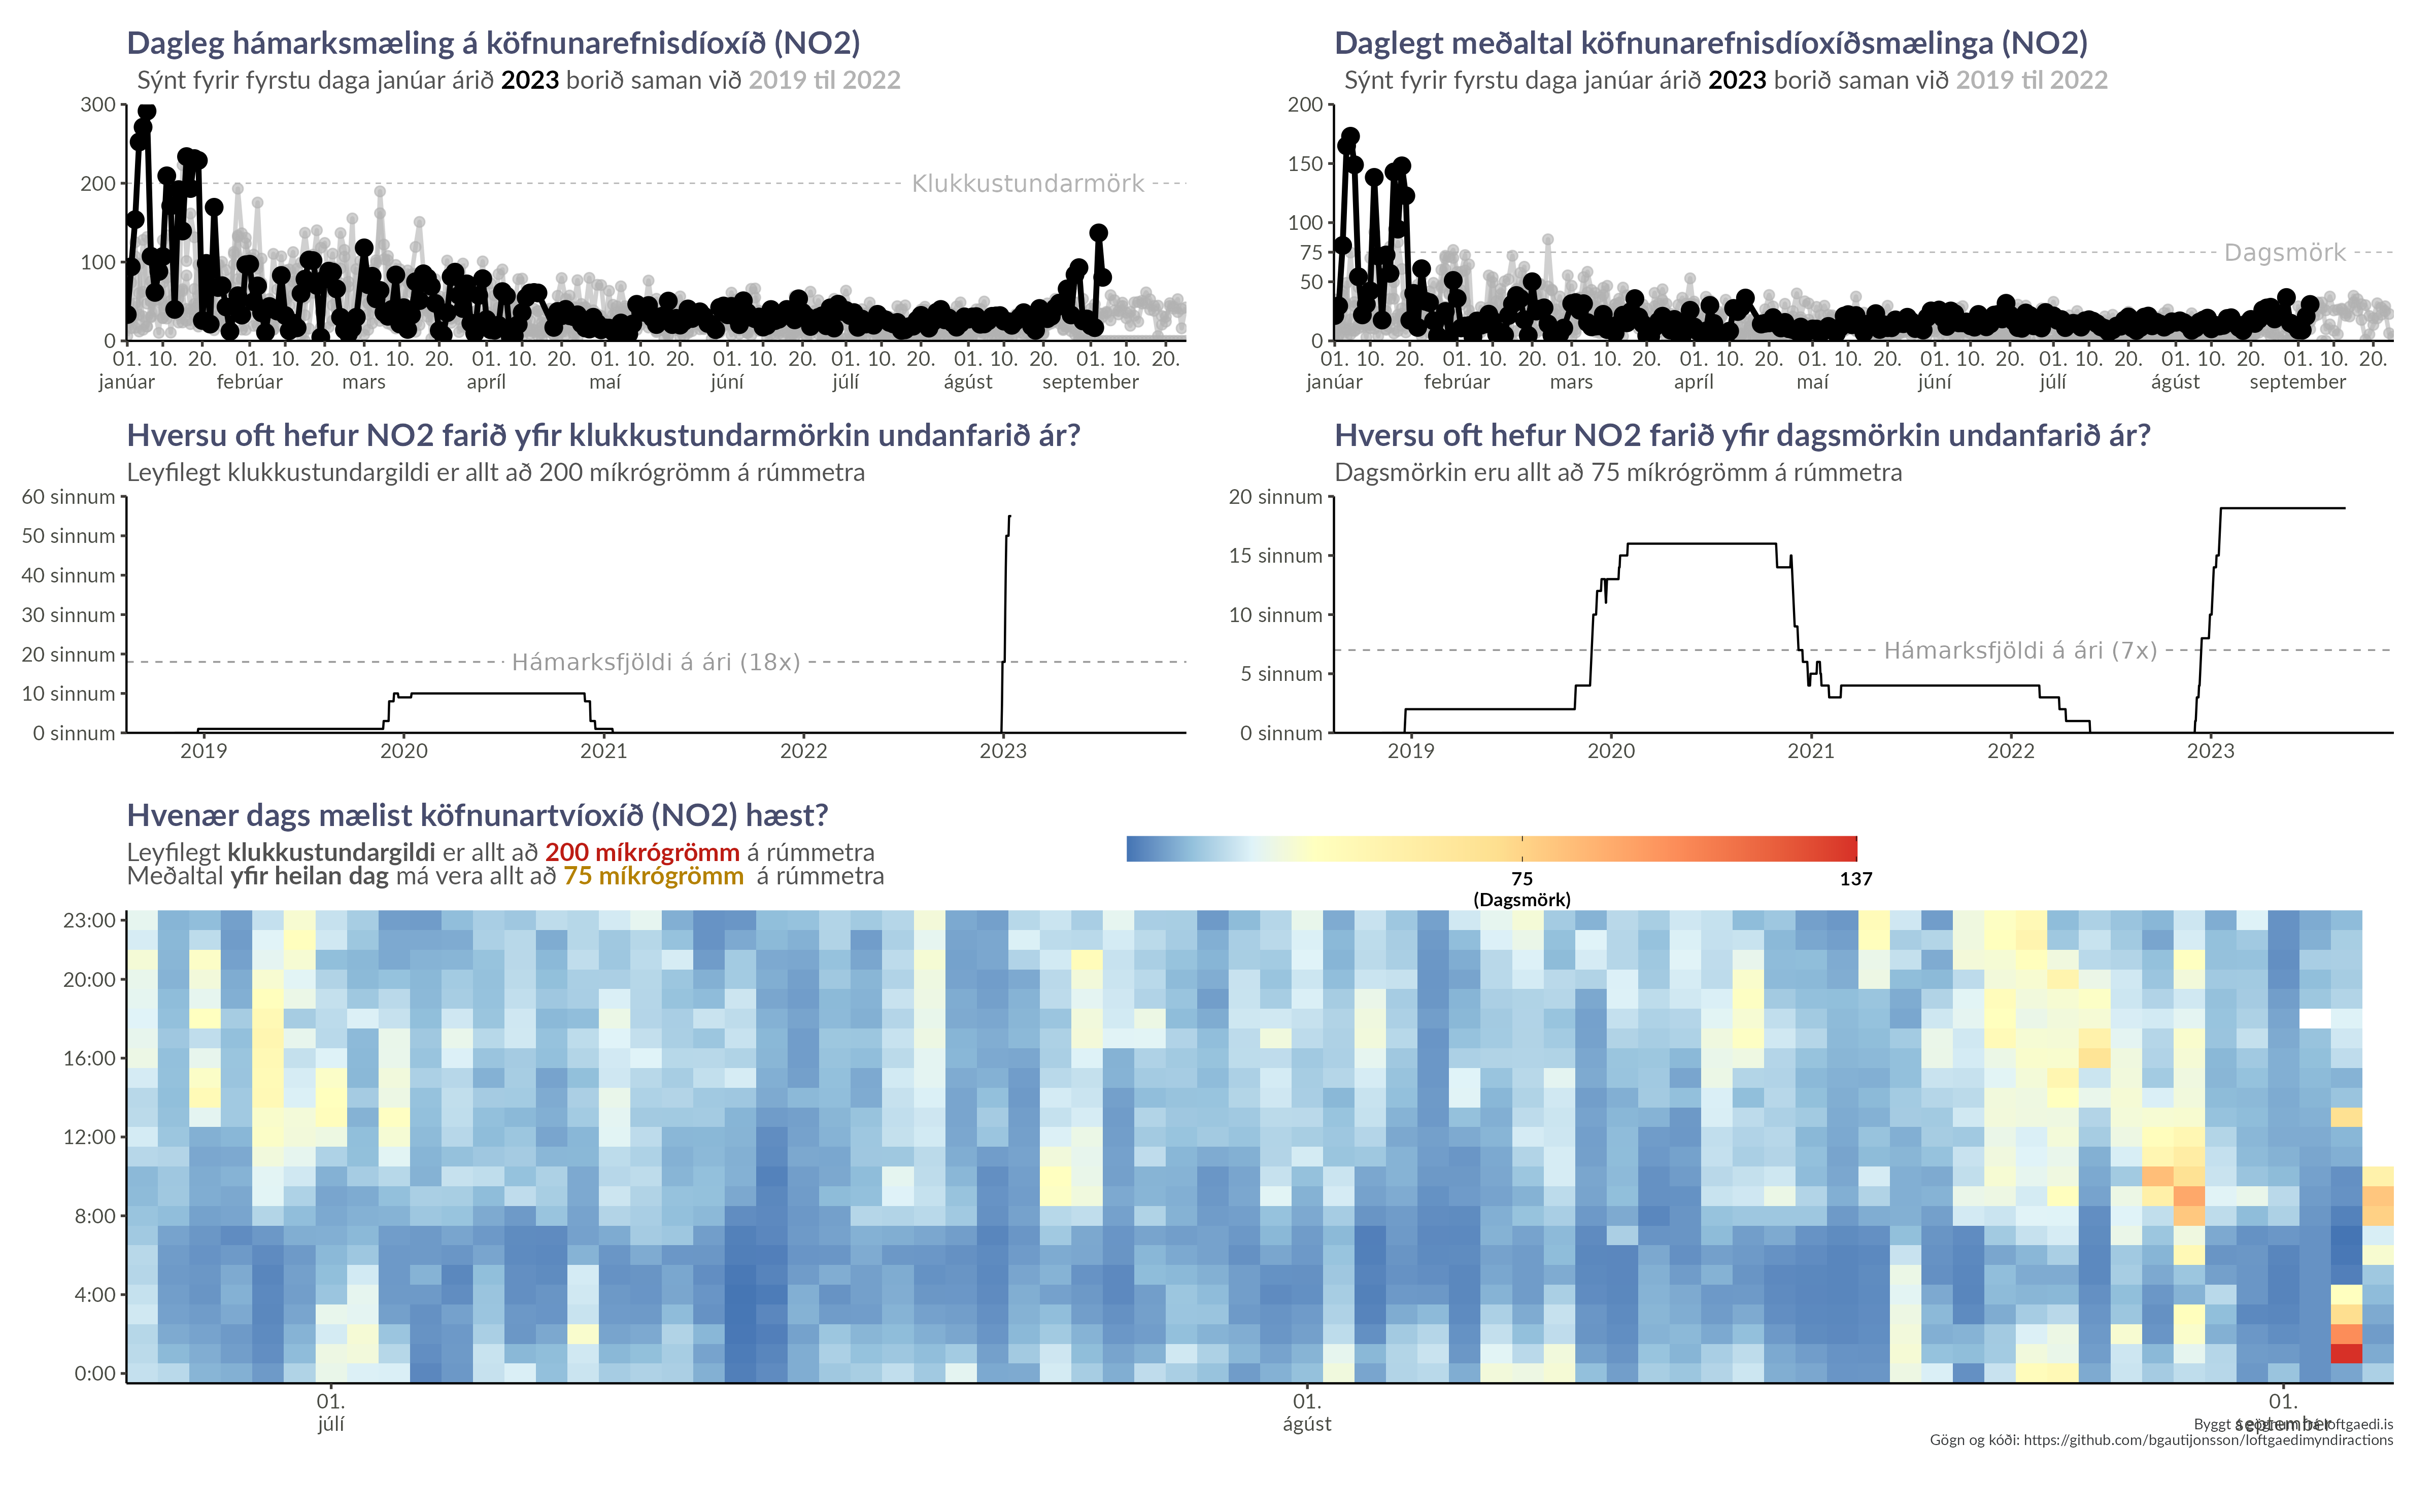 Dagleg hámarksmæling á köfnunarefnisdíoxíð (NO2)
Sýnt fyrir fyrstu daga janúar árið 2023 borið saman við 2019 til 2022
300
200
100
0
Klukkustundarmörk
01. 10. 20. 01. 10. 20. 01. 10. 20. 01. 10. 20. 01. 10. 20. 01. 10. 20. 01. 10. 20. 01. 10. 20. 01. 10. 20.
janúar febrúar mars apríl maí júní júlí ágúst september
Daglegt meðaltal köfnunarefnisdíoxíðsmælinga (NO2)
Sýnt fyrir fyrstu daga janúar árið 2023 borið saman við 2019 til 2022
200
150
100
75
50
0
Dagsmörk
01. 10. 20. 01. 10. 20. 01. 10. 20. 01. 10. 20. 01. 10. 20. 01. 10. 20. 01. 10. 20. 01. 10. 20. 01. 10. 20.
janúar febrúar mars apríl maí júní júlí ágúst september
Hversu oft hefur NO2 farið yfir klukkustundarmörkin undanfarið ár?
Leyfilegt klukkustundargildi er allt að 200 míkrógrömm á rúmmetra
60 sinnum
50 sinnum
40 sinnum
30 sinnum
20 sinnum
10 sinnum
0 sinnum
Hámarksfjöldi á ári (18x)
2019 2020 2021 2022 2023
Hversu oft hefur NO2 farið yfir dagsmörkin undanfarið ár?
Dagsmörkin eru allt að 75 míkrógrömm á rúmmetra
20 sinnum
15 sinnum
10 sinnum
5 sinnum
0 sinnum
Hámarksfjöldi á ári (7x)
2019 2020 2021 2022 2023
Hvenær dags mælist köfnunartvíoxíð (NO2) hæst?
Leyfilegt klukkustundargildi er allt að 200 míkrógrömm á rúmmetra
Meðaltal yfir heilan dag má vera allt að 75 míkrógrömm á rúmmetra
75 137
(Dagsmörk)
23:00
20:00
16:00
12:00
8:00
4:00
0:00
01. 01. 01.
júlí ágúst september
Byggt á gögnum frá loftgaedi.is
Gögn og kóði: https://github.com/bgautijonsson/loftgaedimyndiractions